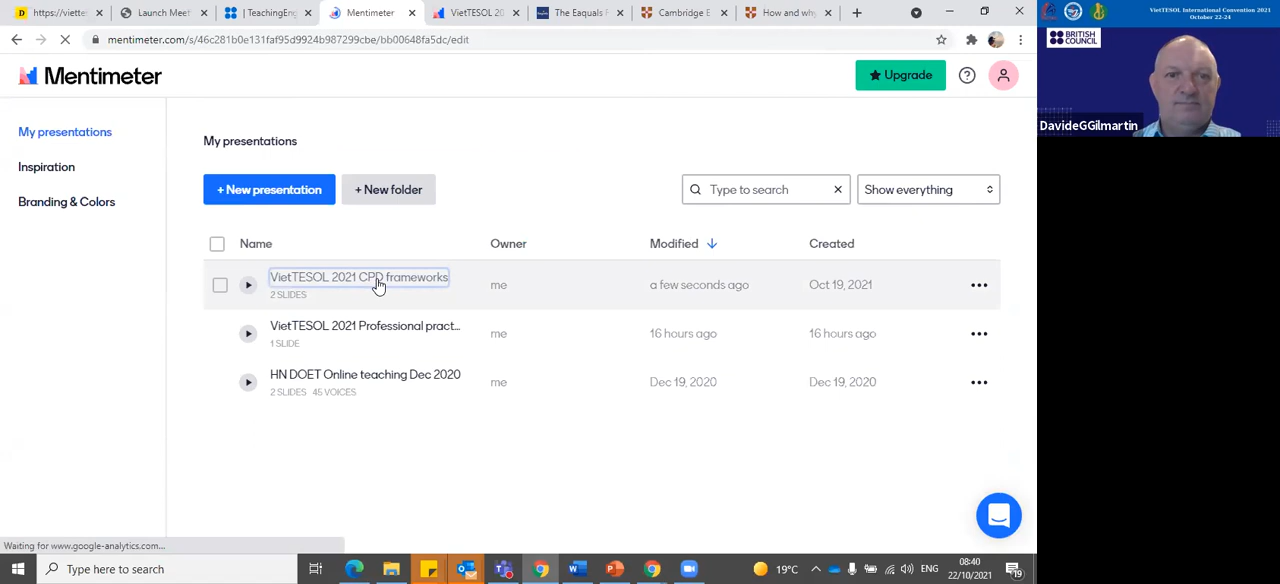 https://viette
Launch Meet
TeachingEng
Mentimeter
VietTESOL 20
The Eaquals F
Cambridge E
How and why
mentimeter.com/s/46c281b0e131faf95d9924b987299cbe/bb00648fa5dc/edit
VietTESOL International Convention 2021
October 22-24
BRITISH
COUNCIL
DavideGGilmartin
Mentimeter
Upgrade
My presentations
Inspiration
Branding & Colors
My presentations
+ New presentation
+ New folder
Type to search
Show everything
Name Owner Modified Created
VietTESOL 2021 CPD frameworks me a few seconds ago Oct 19, 2021
2 SLIDES
VietTESOL 2021 Professional pract... me 16 hours ago 16 hours ago
1 SLIDE
HN DOET Online teaching Dec 2020 me Dec 19, 2020 Dec 19, 2020
2 SLIDES 45 VOICES
Waiting for www.google-analytics.com...
Type here to search
19°C
ENG
08:40
22/10/2021
19